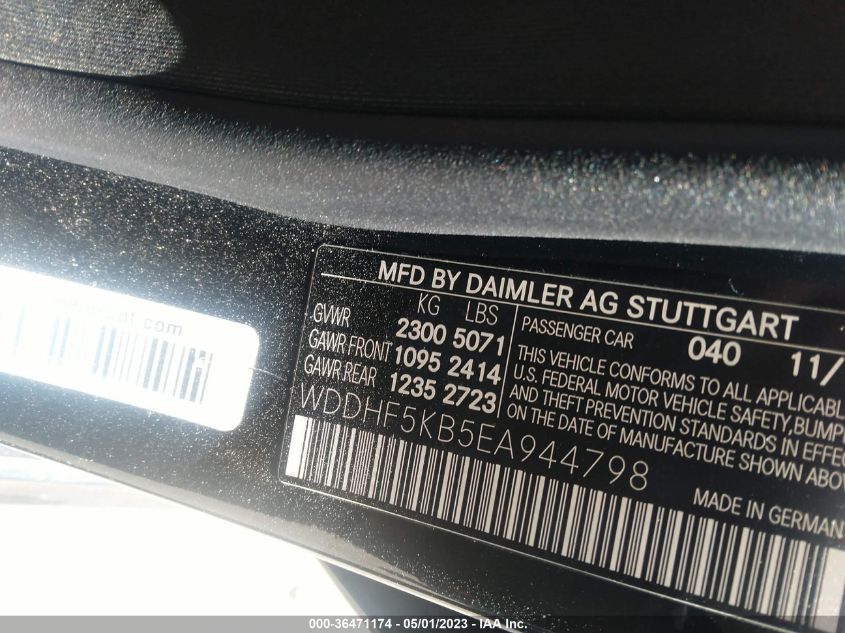 MFD BY DAIMLER AG STUTTGART
KG LBS
GVWR 2300 5071
GAWR FRONT 1095 2414
GAWR REAR 1235 2723
PASSENGER CAR 040 11/
THIS VEHICLE CONFORMS TO ALL APPLICABL
U.S. FEDERAL MOTOR VEHICLE SAFETY, BUMP
AND THEFT PREVENTION STANDARDS IN EFFE
ON THE DATE OF MANUFACTURE SHOWN ABO
WDDHF5KB5EA944798
MADE IN GERMAN
.com
000-36471174 - 05/01/2023 - IAA Inc.